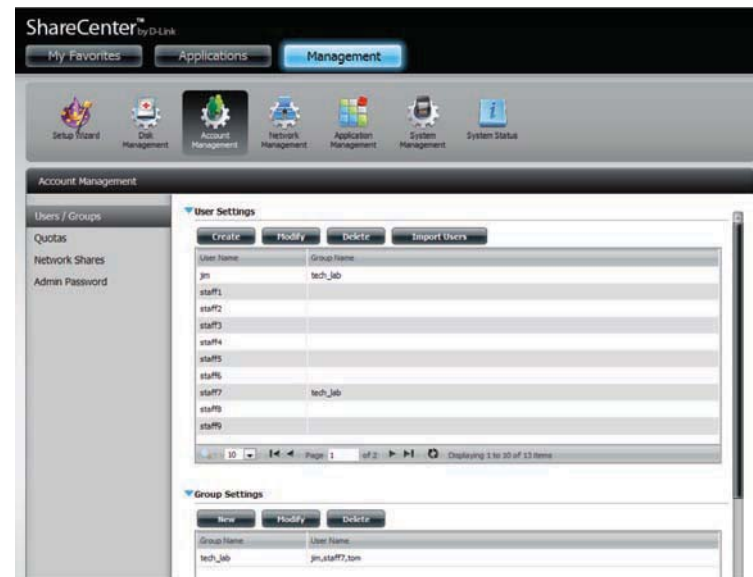 ShareCenter™ by D-Link
My Favorites Applications Management
Setup Wizard Disk Management Account Management Network Management Application Management System Management System Status
Account Management
Users / Groups
Quotas
Network Shares
Admin Password
User Settings
Create Modify Delete Import Users
User Name Group Name
jim tech_lab
staff1
staff2
staff3
staff4
staff5
staff6
staff7 tech_lab
staff8
staff9
10 Page 1 of 2 Displaying 1 to 10 of 13 items
Group Settings
New Modify Delete
Group Name User Name
tech_lab jim,staff7,tom